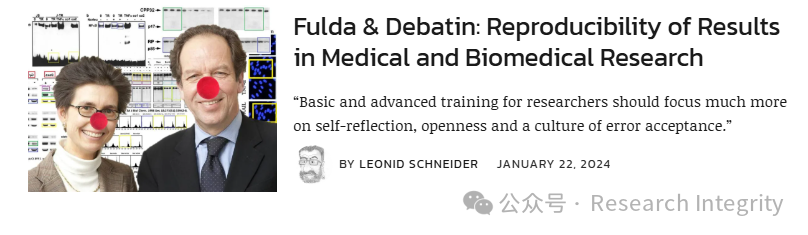 Fulda & Debatin: Reproducibility of Results
in Medical and Biomedical Research
“Basic and advanced training for researchers should focus much more
on self-reflection, openness and a culture of error acceptance.”
BY LEONID SCHNEIDER JANUARY 22, 2024
公众号 · Research Integrity